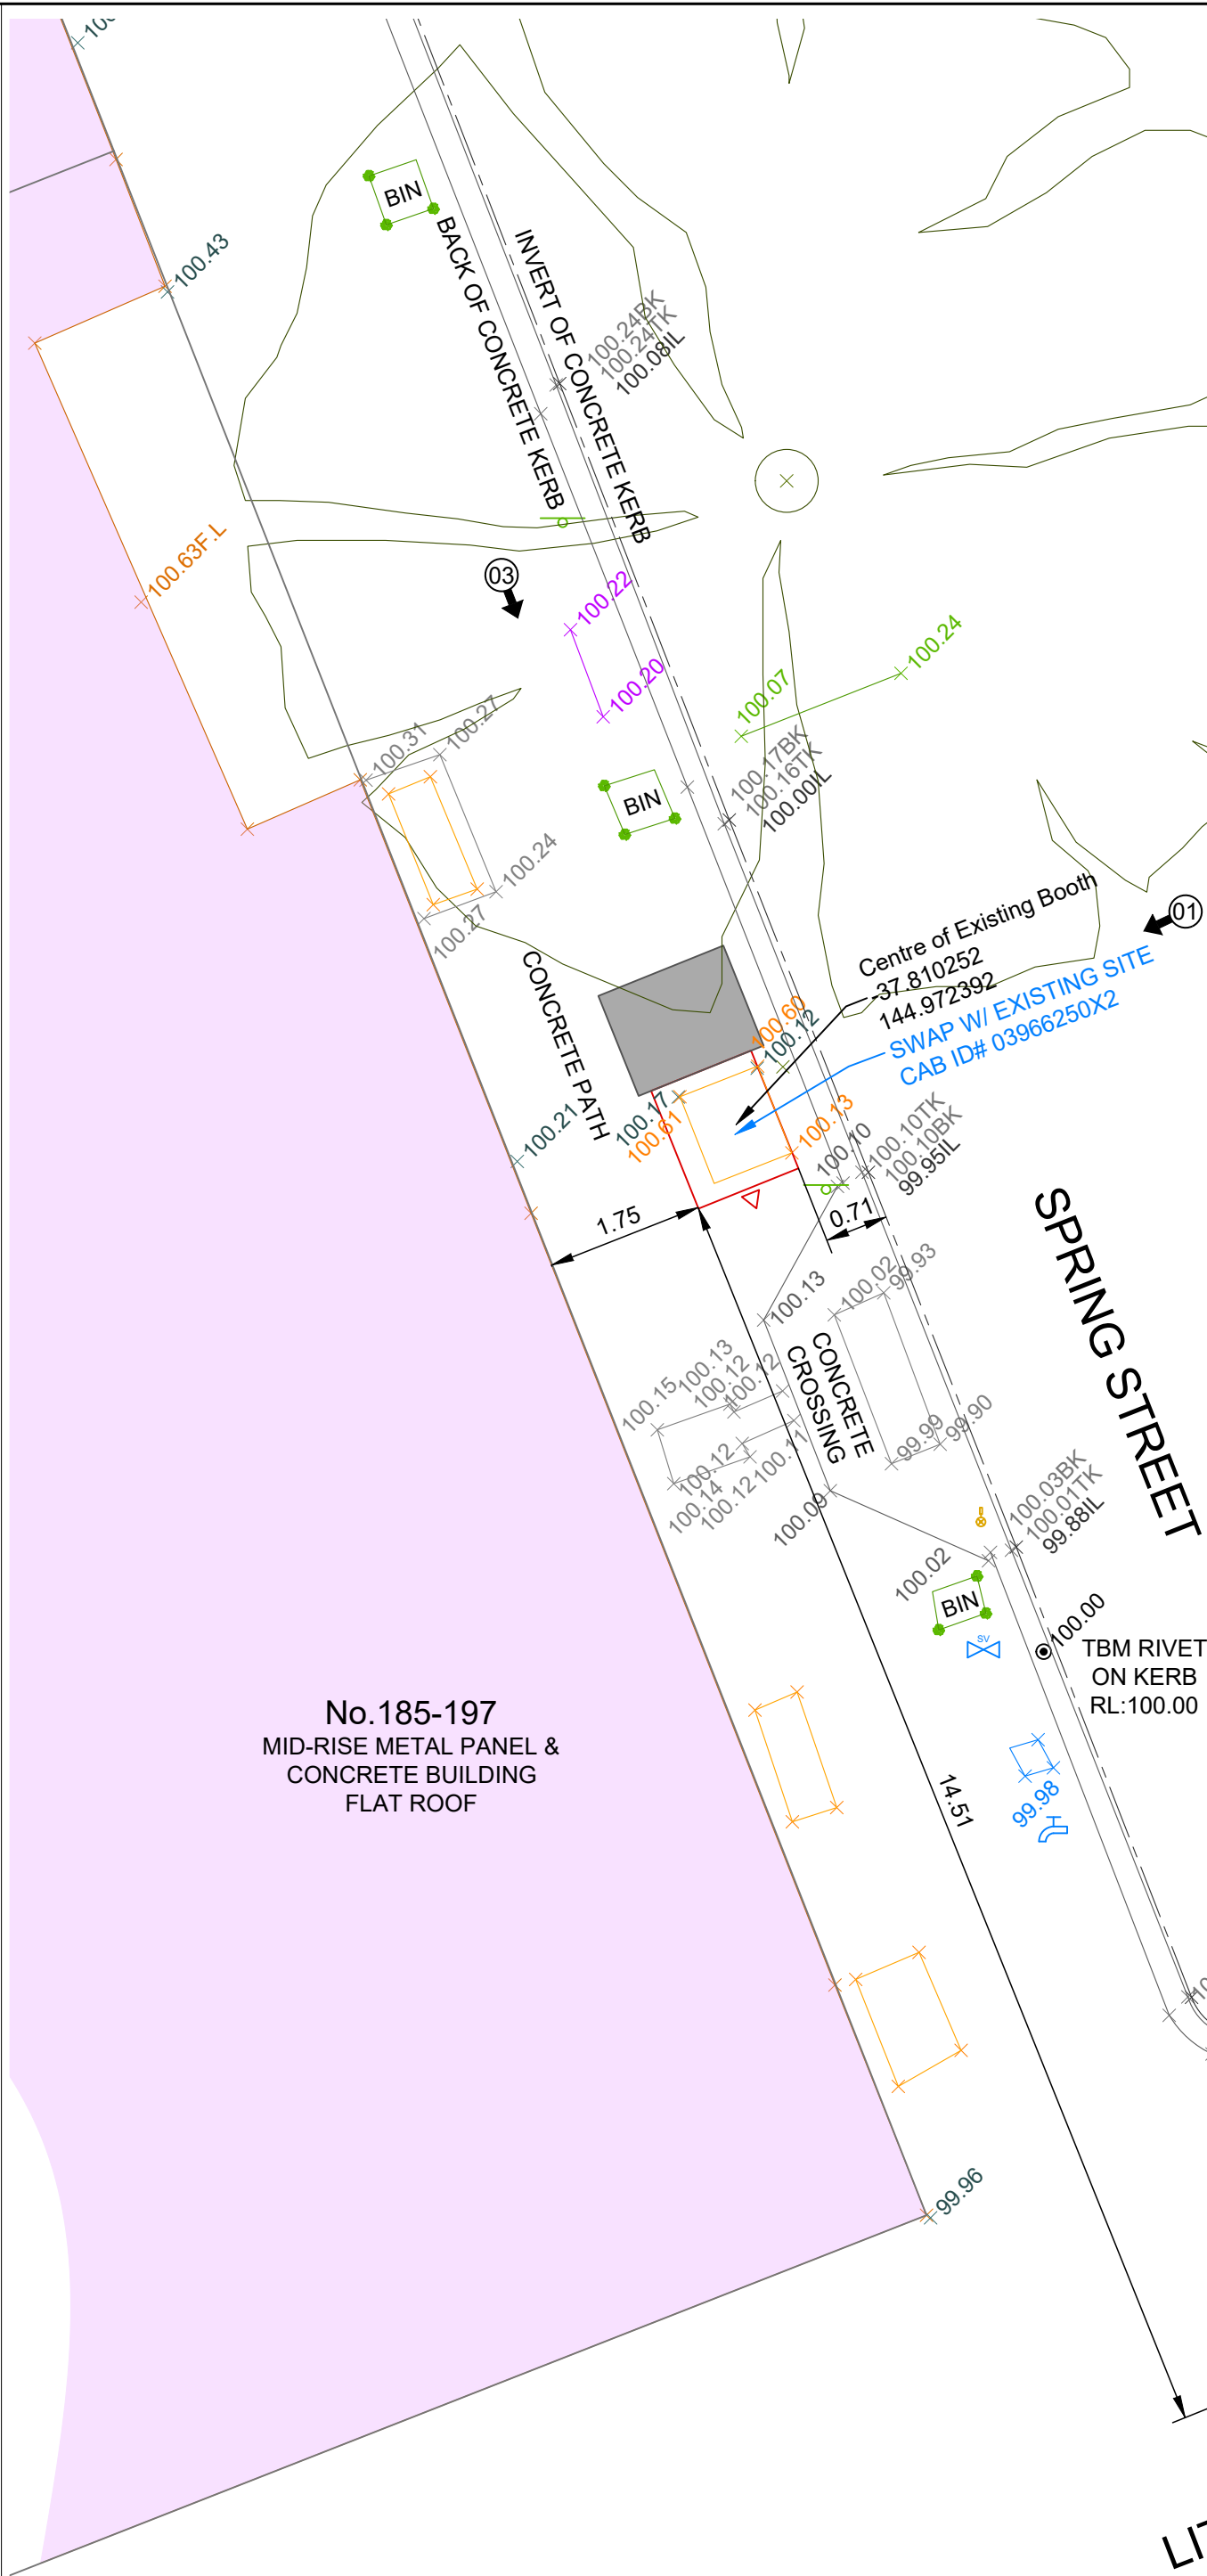 100.43
BIN
BACK OF CONCRETE KERB
INVERT OF CONCRETE KERB
100.24BK
100.24TK
100.08IL
100.63F.L
03
100.22
100.20
100.24
100.07
100.31
100.27
100.17BK
100.16TK
100.00IL
BIN
100.24
100.27
Centre of Existing Booth
-37.810252
144.972392
01
SWAP W/ EXISTING SITE
CAB ID# 03966250X2
CONCRETE PATH
100.60
100.12
100.17
100.61
100.21
100.13
100.10
100.10TK
100.10BK
99.95IL
1.75
0.71
SPRING STREET
100.13
100.02
99.93
CONCRETE
CROSSING
100.15
100.13
100.12
100.12
100.12
100.11
100.14
100.12
99.99
99.90
100.09
100.03BK
100.01TK
99.88IL
100.02
BIN
SV
100.00
TBM RIVET
ON KERB
RL:100.00
No.185-197
MID-RISE METAL PANEL &
CONCRETE BUILDING
FLAT ROOF
14.51
99.98
99.96